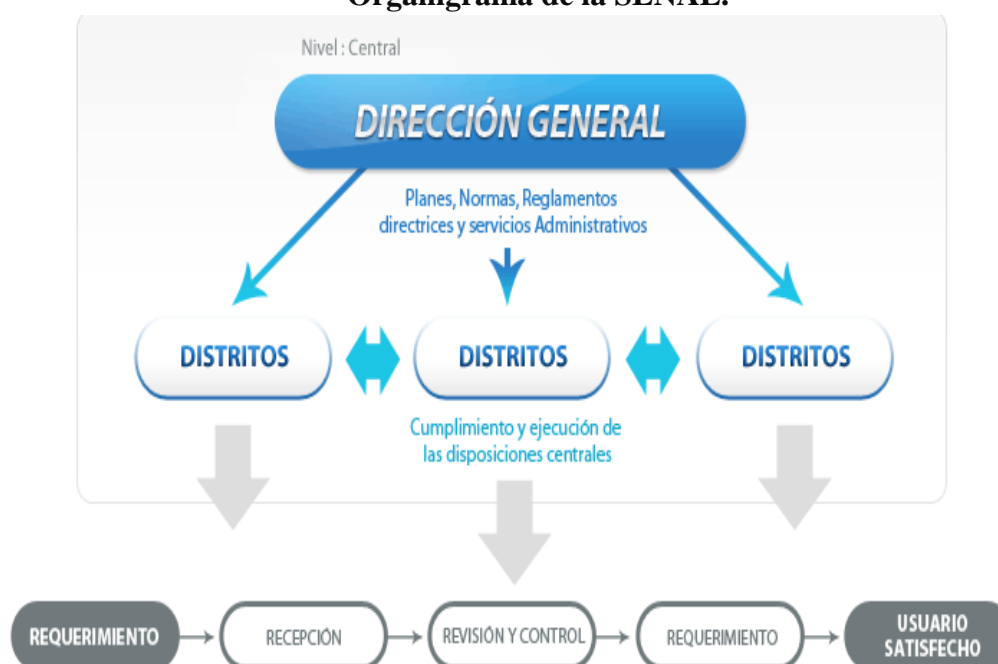 Organigrama de la SENAE.
Nivel : Central
DIRECCIÓN GENERAL
Planes, Normas, Reglamentos
directrices y servicios Administrativos
DISTRITOS
DISTRITOS
DISTRITOS
Cumplimiento y ejecución de
las disposiciones centrales
REQUERIMIENTO
RECEPCIÓN
REVISIÓN Y CONTROL
REQUERIMIENTO
USUARIO
SATISFECHO